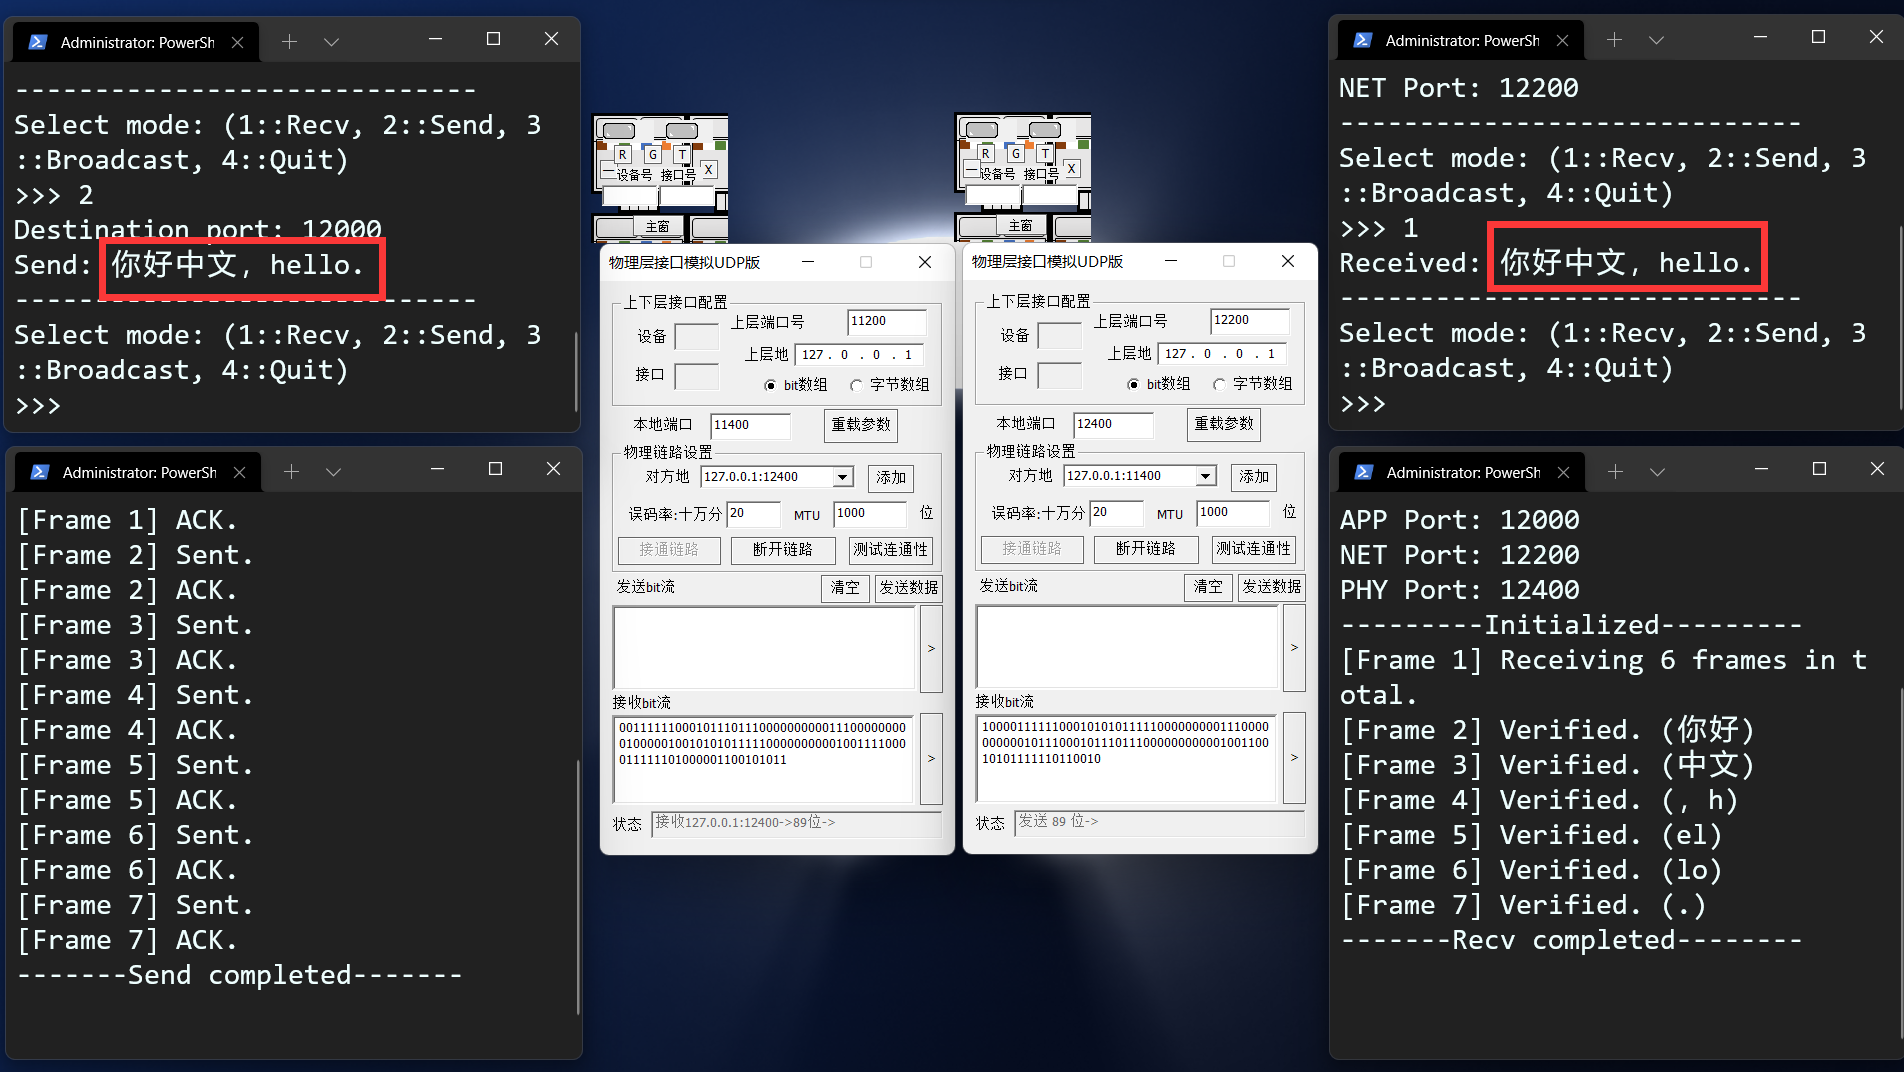 Administrator: PowerSh
------------------------------
Select mode: (1::Recv, 2::Send, 3
::Broadcast, 4::Quit)
>>> 2
Destination port: 12000
Send: 你好中文, hello.
------------------------------
Select mode: (1::Recv, 2::Send, 3
::Broadcast, 4::Quit)
>>>
Administrator: PowerSh
[Frame 1] ACK.
[Frame 2] Sent.
[Frame 2] ACK.
[Frame 3] Sent.
[Frame 3] ACK.
[Frame 4] Sent.
[Frame 4] ACK.
[Frame 5] Sent.
[Frame 5] ACK.
[Frame 6] Sent.
[Frame 6] ACK.
[Frame 7] Sent.
[Frame 7] ACK.
-------Send completed-------
R G T X
设备号 接口号
主窗
物理层接口模拟UDP版
上下层接口配置
设备 上层端口号 11200
上层地 127 . 0 . 0 . 1
接口 bit数组 字节数组
本地端口 11400 重载参数
物理链路设置
对方地 127.0.0.1:12400 添加
误码率:十万分 20 MTU 1000 位
接通链路 断开链路 测试连通性
发送bit流 清空 发送数据
>
接收bit流
>
状态 接收127.0.0.1:12400->89位->
R G T X
设备号 接口号
主窗
物理层接口模拟UDP版
上下层接口配置
设备 上层端口号 12200
上层地 127 . 0 . 0 . 1
接口 bit数组 字节数组
本地端口 12400 重载参数
物理链路设置
对方地 127.0.0.1:11400 添加
误码率:十万分 20 MTU 1000 位
接通链路 断开链路 测试连通性
发送bit流 清空 发送数据
>
接收bit流
>
状态 发送 89 位->
Administrator: PowerSh
NET Port: 12200
------------------------------
Select mode: (1::Recv, 2::Send, 3
::Broadcast, 4::Quit)
>>> 1
Received: 你好中文, hello.
------------------------------
Select mode: (1::Recv, 2::Send, 3
::Broadcast, 4::Quit)
>>>
Administrator: PowerSh
APP Port: 12000
NET Port: 12200
PHY Port: 12400
---------Initialized---------
[Frame 1] Receiving 6 frames in t
otal.
[Frame 2] Verified. (你好)
[Frame 3] Verified. (中文)
[Frame 4] Verified. (, h)
[Frame 5] Verified. (el)
[Frame 6] Verified. (lo)
[Frame 7] Verified. (.)
-------Recv completed--------